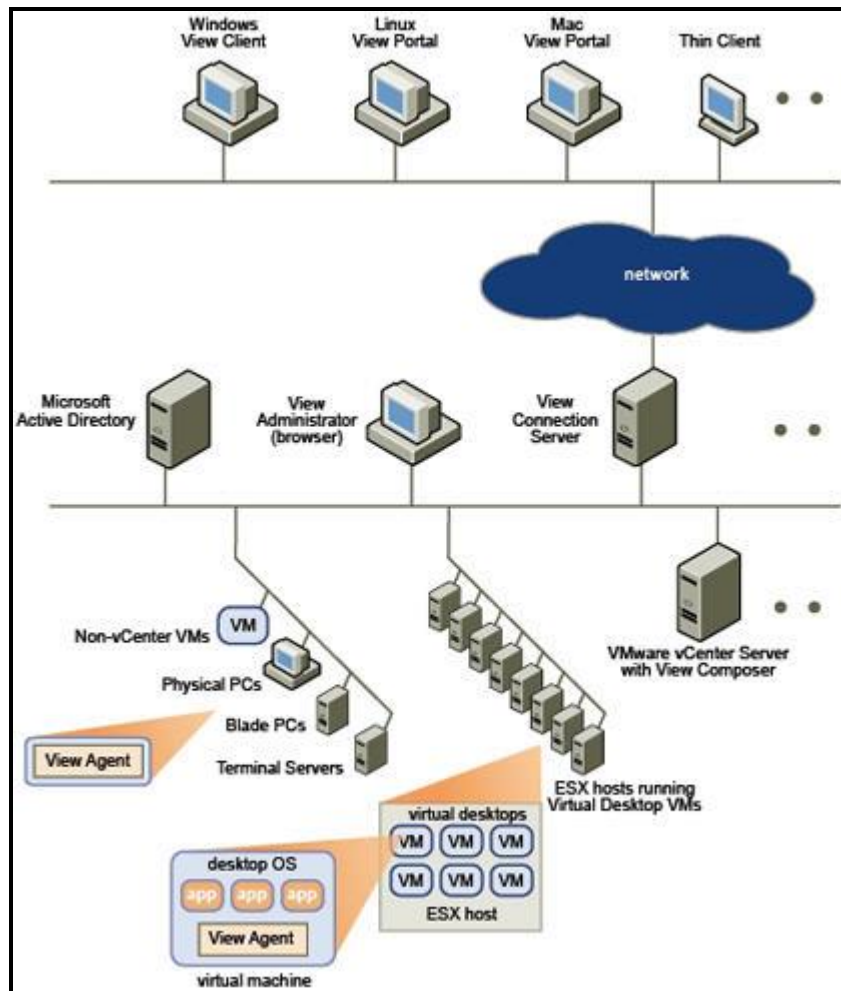 Windows
View Client
Linux
View Portal
Mac
View Portal
Thin Client
network
Microsoft
Active Directory
View
Administrator
(browser)
View
Connection
Server
VM
Non-vCenter VMs
Physical PCs
Blade PCs
Terminal Servers
View Agent
VMware vCenter Server
with View Composer
ESX hosts running
Virtual Desktop VMs
virtual desktops
VM VM VM
VM VM VM
ESX host
desktop OS
app app app
View Agent
virtual machine